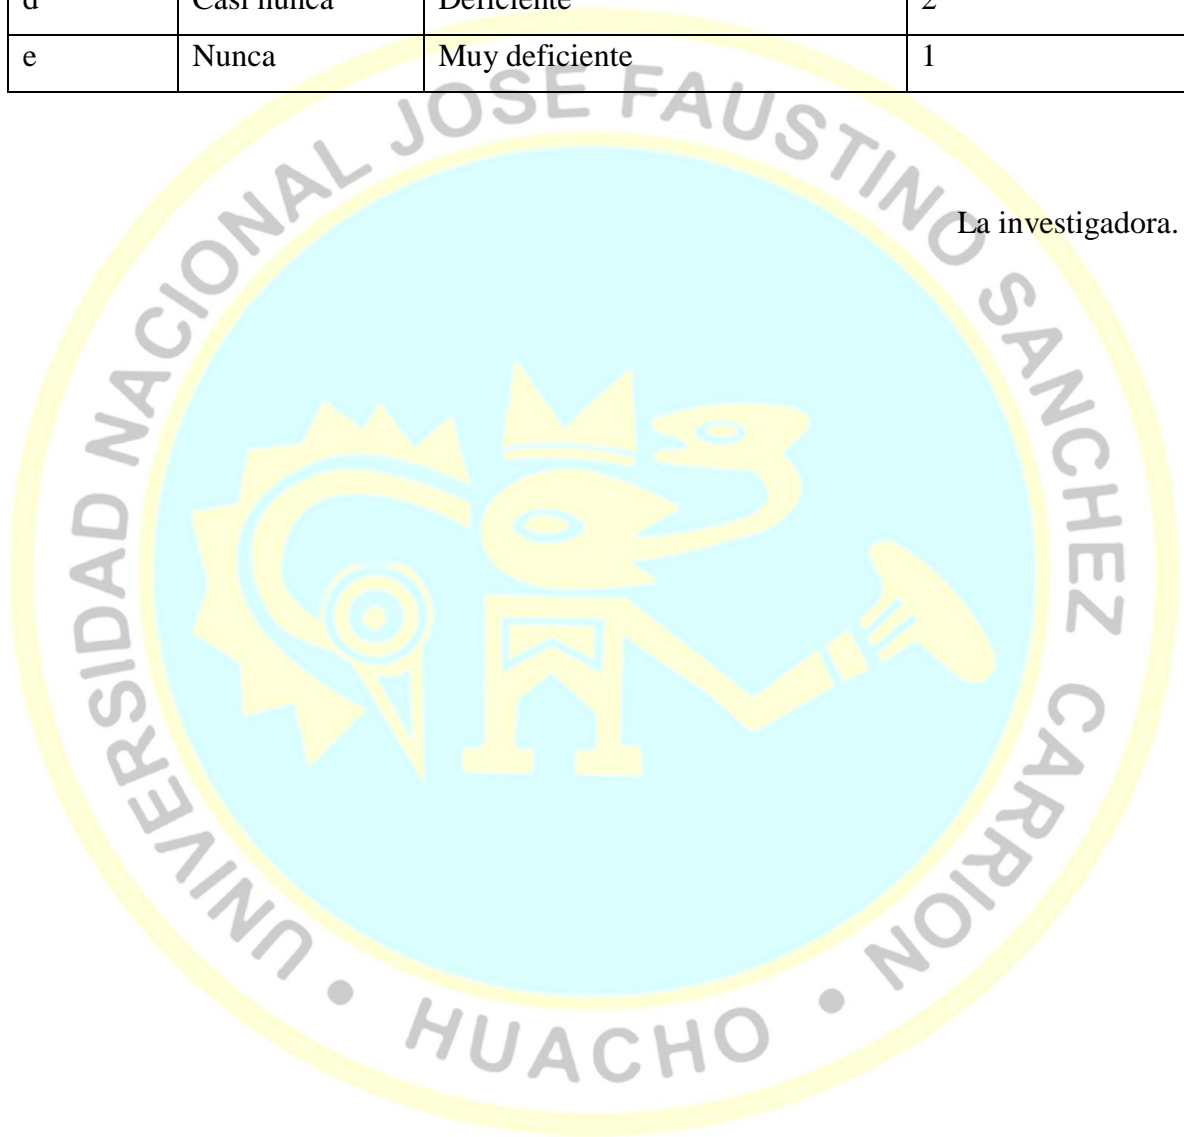 d Casi nunca Deficiente 2
e Nunca Muy deficiente 1
La investigadora.
UNIVERSIDAD NACIONAL JOSE FAUSTINO SANCHEZ CARRION • HUACHO •